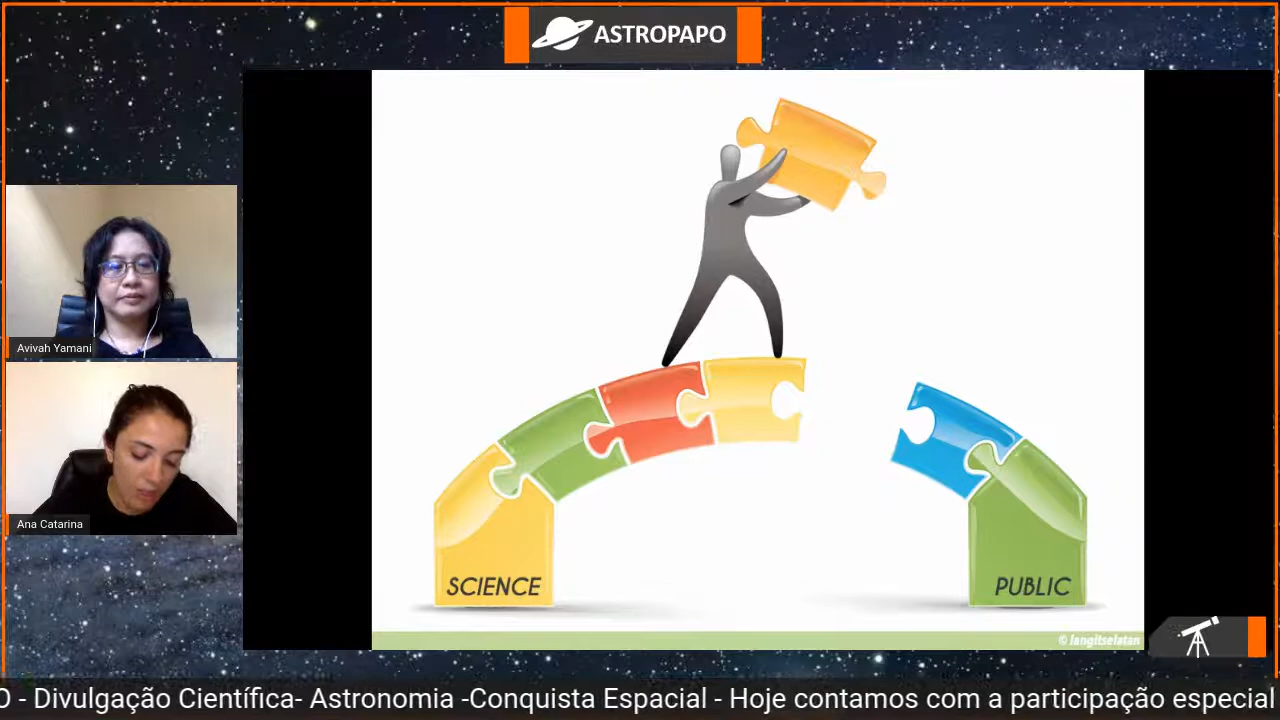 ASTROPAPO
Avivah Yamani
Ana Catarina
SCIENCE
PUBLIC
© langitselatan
O - Divulgação Científica- Astronomia -Conquista Espacial - Hoje contamos com a participação especial